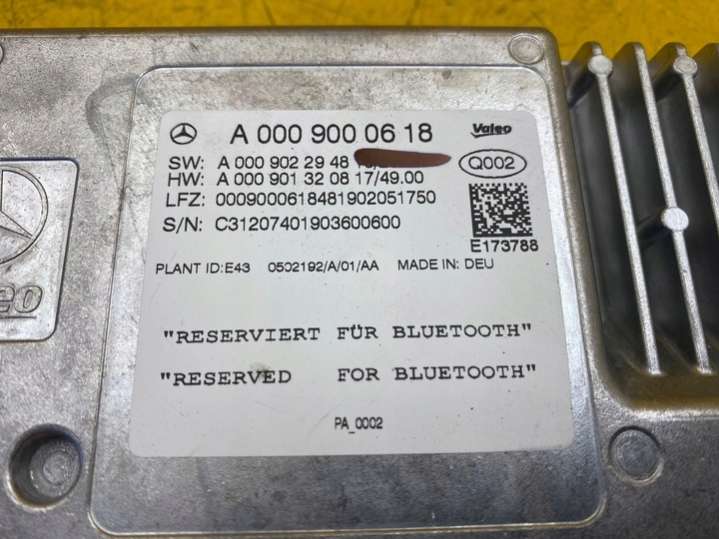 A 000 900 06 18
Valeo
SW: A 000 902 29 48
Q002
HW: A 000 901 32 08 17/49.00
LFZ: 0009000618481902051750
S/N: C31207401903600600
E173788
PLANT ID:E43 0502192/A/01/AA MADE IN: DEU
"RESERVIERT FÜR BLUETOOTH"
"RESERVED FOR BLUETOOTH"
PA_0002
eo